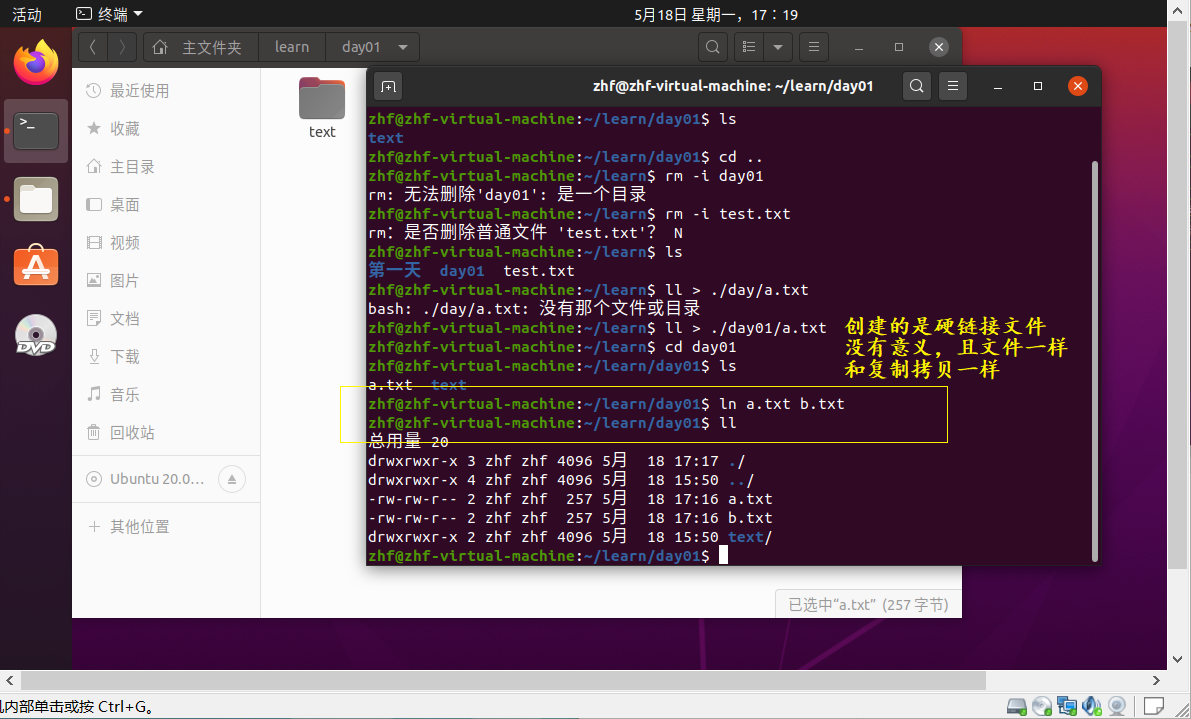 活动
终端
5月18日 星期一，17：19
主文件夹
learn
day01
最近使用
收藏
主目录
桌面
视频
图片
文档
下载
音乐
回收站
Ubuntu 20.0…
其他位置
text
zhf@zhf-virtual-machine: ~/learn/day01
zhf@zhf-virtual-machine:~/learn/day01$ ls
text
zhf@zhf-virtual-machine:~/learn/day01$ cd ..
zhf@zhf-virtual-machine:~/learn$ rm -i day01
rm: 无法删除'day01': 是一个目录
zhf@zhf-virtual-machine:~/learn$ rm -i test.txt
rm：是否删除普通文件 'test.txt'？ N
zhf@zhf-virtual-machine:~/learn$ ls
第一天  day01  test.txt
zhf@zhf-virtual-machine:~/learn$ ll > ./day/a.txt
bash: ./day/a.txt: 没有那个文件或目录
zhf@zhf-virtual-machine:~/learn$ ll > ./day01/a.txt
zhf@zhf-virtual-machine:~/learn$ cd day01
zhf@zhf-virtual-machine:~/learn/day01$ ls
a.txt  text
zhf@zhf-virtual-machine:~/learn/day01$ ln a.txt b.txt
zhf@zhf-virtual-machine:~/learn/day01$ ll
总用量 20
drwxrwxr-x 3 zhf zhf 4096 5月  18 17:17 ./
drwxrwxr-x 4 zhf zhf 4096 5月  18 15:50 ../
-rw-rw-r-- 2 zhf zhf  257 5月  18 17:16 a.txt
-rw-rw-r-- 2 zhf zhf  257 5月  18 17:16 b.txt
drwxrwxr-x 2 zhf zhf 4096 5月  18 15:50 text/
zhf@zhf-virtual-machine:~/learn/day01$
创建的是硬链接文件
没有意义，且文件一样
和复制拷贝一样
已选中“a.txt” (257 字节)
DVD
内部单击或按 Ctrl+G。